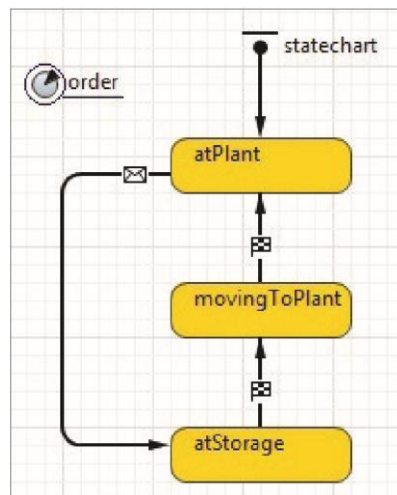 statechart
order
atPlant
movingToPlant
atStorage